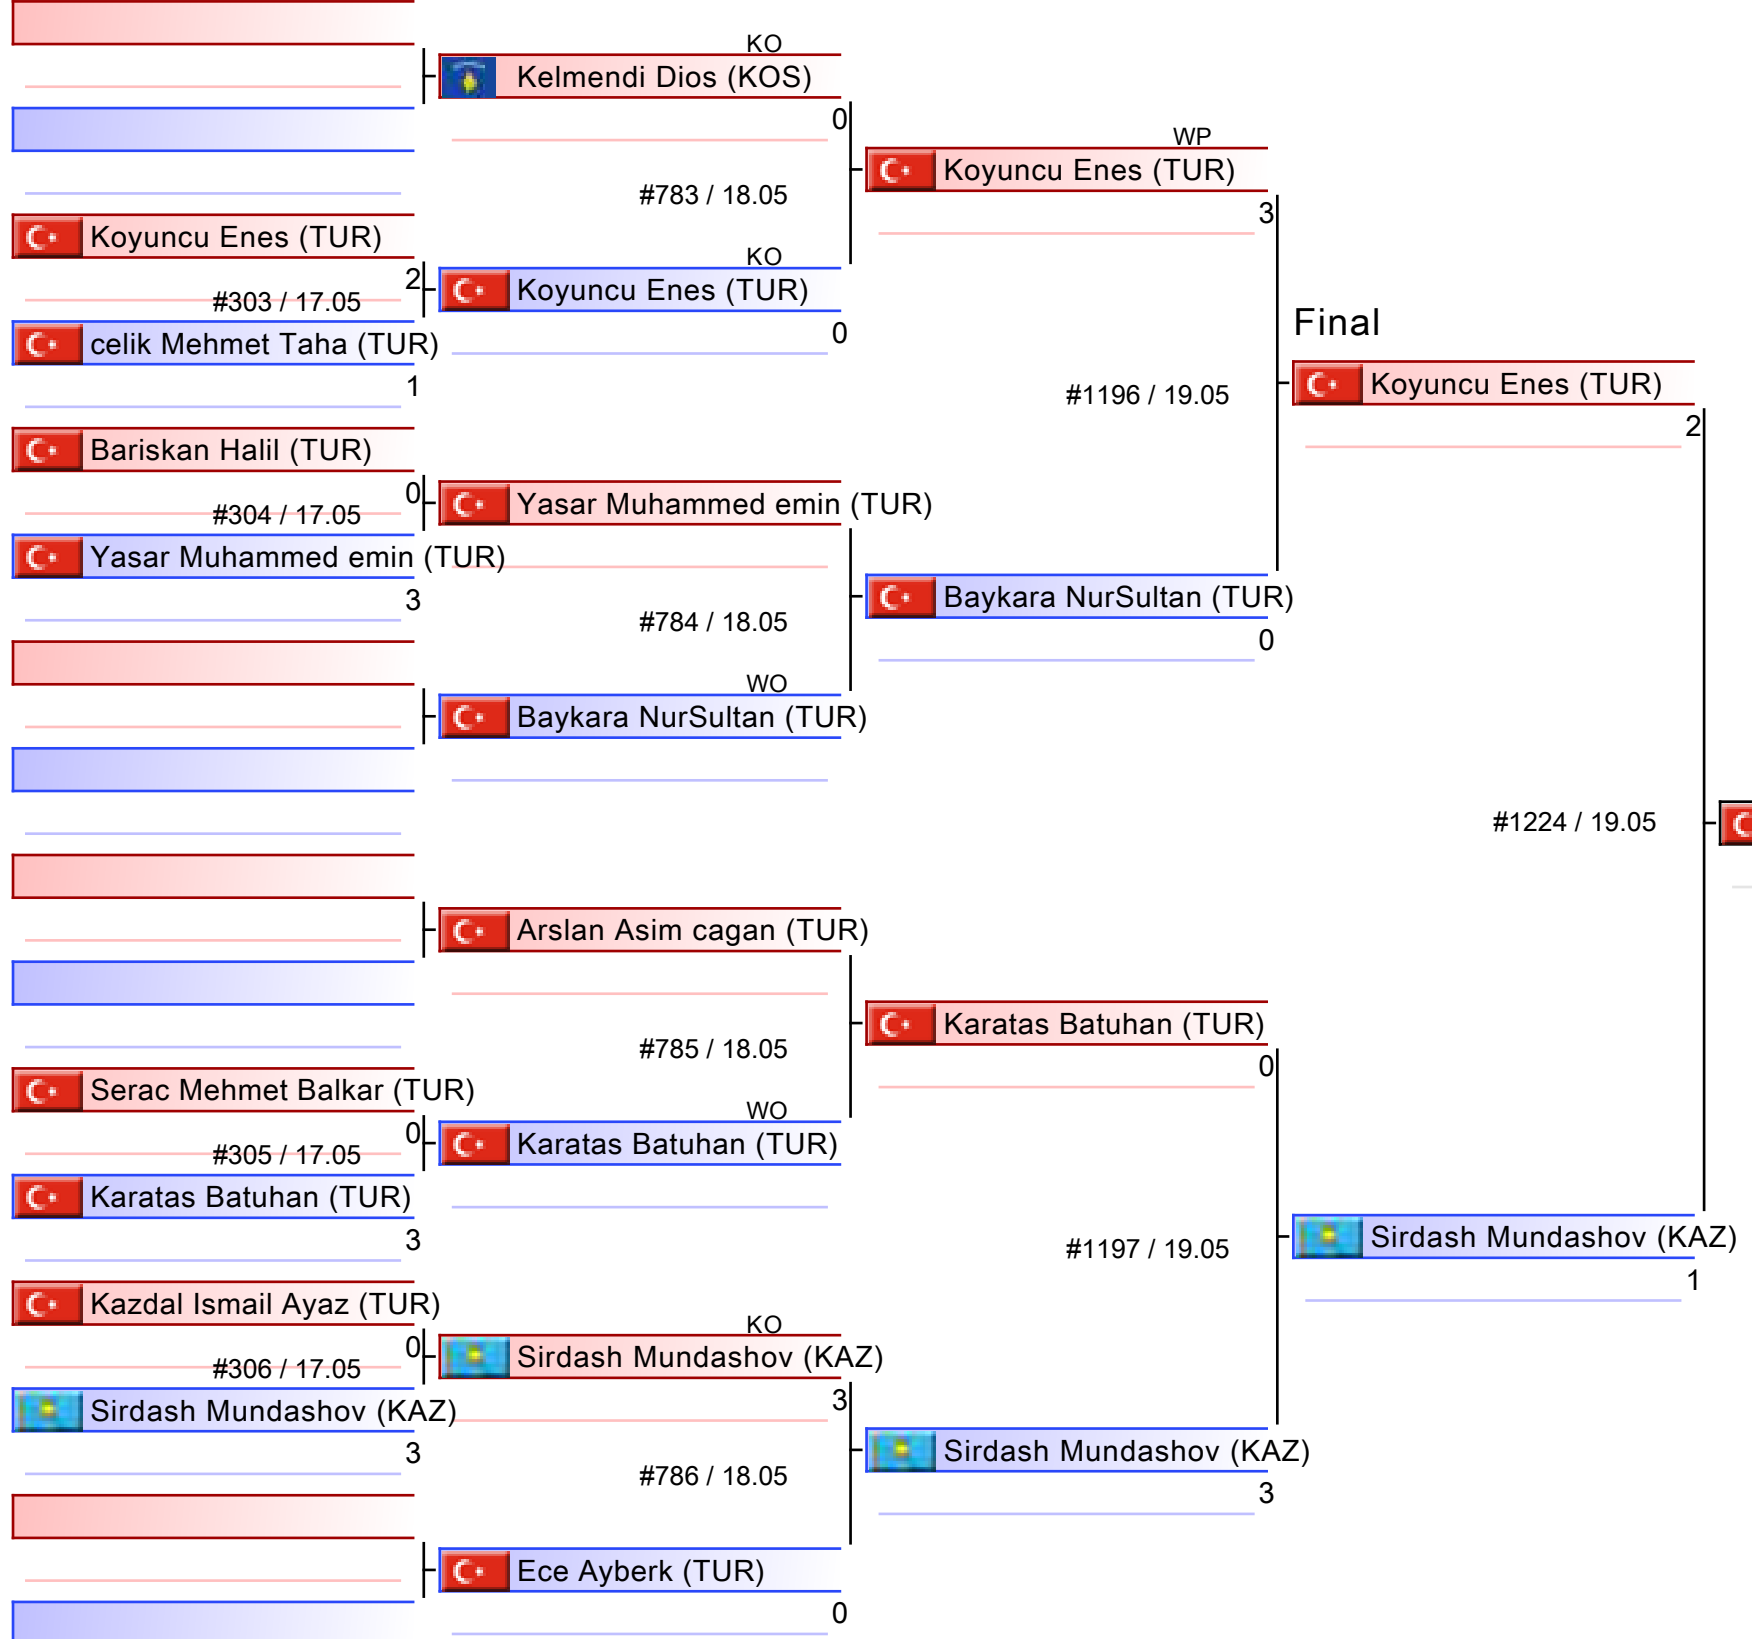 KO
Kelmendi Dios (KOS)
0
WP
Koyuncu Enes (TUR)
#783 / 18.05
3
Koyuncu Enes (TUR)
KO
2
Koyuncu Enes (TUR)
#303 / 17.05
Final
0
celik Mehmet Taha (TUR)
1
Koyuncu Enes (TUR)
#1196 / 19.05
2
Bariskan Halil (TUR)
0
Yasar Muhammed emin (TUR)
#304 / 17.05
Yasar Muhammed emin (TUR)
3
Baykara NurSultan (TUR)
#784 / 18.05
0
WO
Baykara NurSultan (TUR)
#1224 / 19.05
Arslan Asim cagan (TUR)
Karatas Batuhan (TUR)
#785 / 18.05
0
Serac Mehmet Balkar (TUR)
WO
0
Karatas Batuhan (TUR)
#305 / 17.05
Karatas Batuhan (TUR)
3
Sirdash Mundashov (KAZ)
#1197 / 19.05
1
Kazdal Ismail Ayaz (TUR)
KO
0
Sirdash Mundashov (KAZ)
#306 / 17.05
3
Sirdash Mundashov (KAZ)
3
Sirdash Mundashov (KAZ)
#786 / 18.05
3
Ece Ayberk (TUR)
0